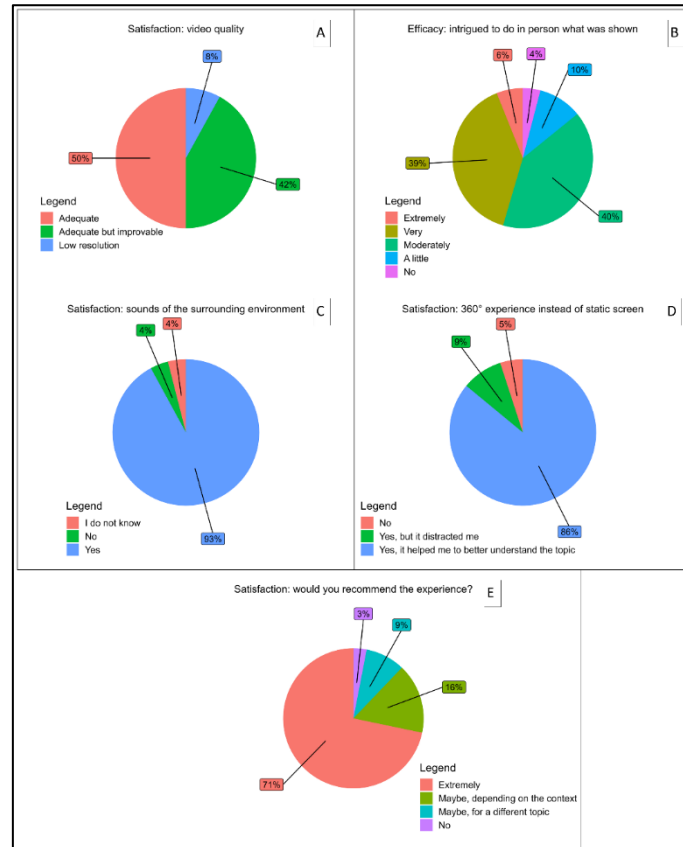 Satisfaction: video quality
A
8%
50%
42%
Legend
Adequate
Adequate but improvable
Low resolution
Efficacy: intrigued to do in person what was shown
B
6%
4%
10%
39%
40%
Legend
Extremely
Very
Moderately
A little
No
Satisfaction: sounds of the surrounding environment
C
4%
4%
93%
Legend
I do not know
No
Yes
Satisfaction: 360° experience instead of static screen
D
5%
9%
86%
Legend
No
Yes, but it distracted me
Yes, it helped me to better understand the topic
Satisfaction: would you recommend the experience?
E
3%
9%
16%
71%
Legend
Extremely
Maybe, depending on the context
Maybe, for a different topic
No